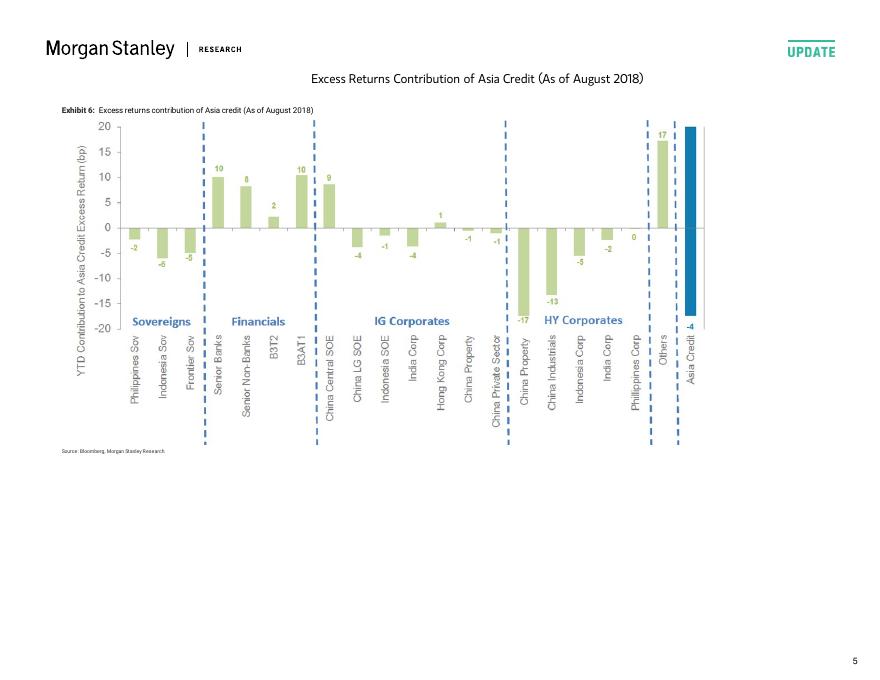 Morgan Stanley | RESEARCH
UPDATE
Excess Returns Contribution of Asia Credit (As of August 2018)
Exhibit 6: Excess returns contribution of Asia credit (As of August 2018)
YTD Contribution to Asia Credit Excess Return (bp)
20
15
10
5
0
-5
-10
-15
-20
-2
-6
-5
10
8
2
10
9
-4
-1
-4
1
-1
-1
-17
-13
-5
-2
0
17
-4
Sovereigns
Financials
IG Corporates
HY Corporates
Philippines Sov
Indonesia Sov
Frontier Sov
Senior Banks
Senior Non-Banks
B3T2
B3AT1
China Central SOE
China LG SOE
Indonesia SOE
India Corp
Hong Kong Corp
China Property
China Private Sector
China Property
China Industrials
Indonesia Corp
India Corp
Phillippines Corp
Others
Asia Credit
Source: Bloomberg, Morgan Stanley Research
5